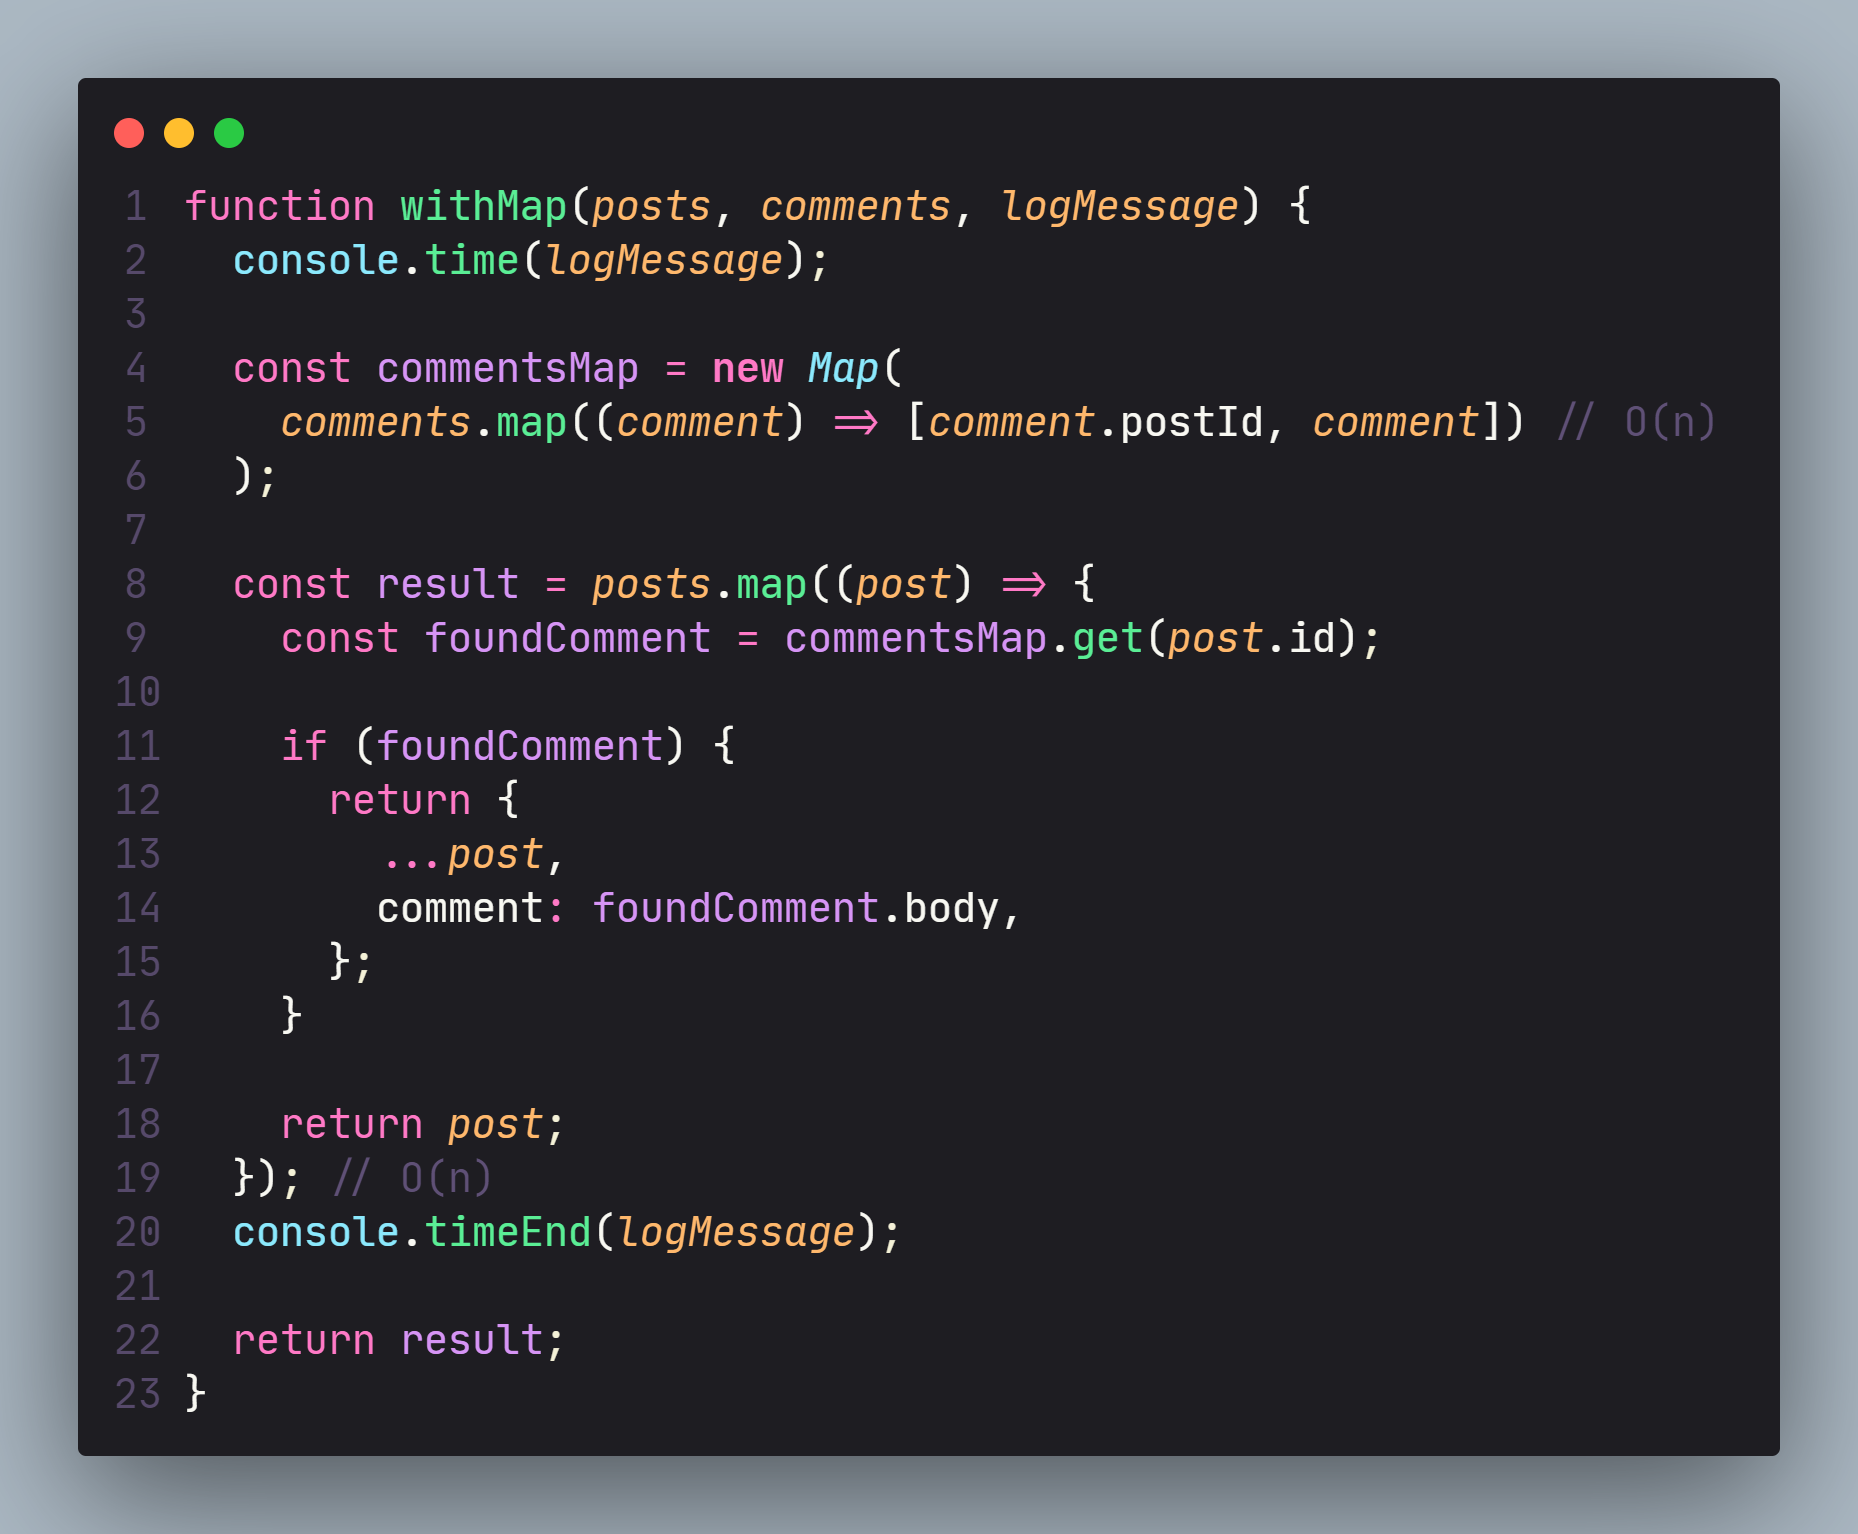 1 function withMap(posts, comments, logMessage) {
2   console.time(logMessage);
3
4   const commentsMap = new Map(
5     comments.map((comment) => [comment.postId, comment]) // O(n)
6   );
7
8   const result = posts.map((post) => {
9     const foundComment = commentsMap.get(post.id);
10
11     if (foundComment) {
12       return {
13         ...post,
14         comment: foundComment.body,
15       };
16     }
17
18     return post;
19   }); // O(n)
20   console.timeEnd(logMessage);
21
22   return result;
23 }